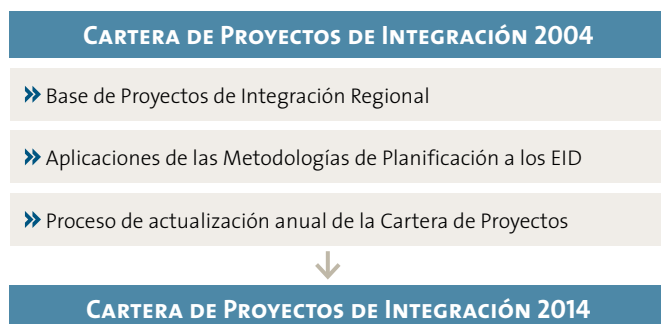 CARTERA DE PROYECTOS DE INTEGRACIÓN 2004
» Base de Proyectos de Integración Regional
» Aplicaciones de las Metodologías de Planificación a los EID
» Proceso de actualización anual de la Cartera de Proyectos
CARTERA DE PROYECTOS DE INTEGRACIÓN 2014